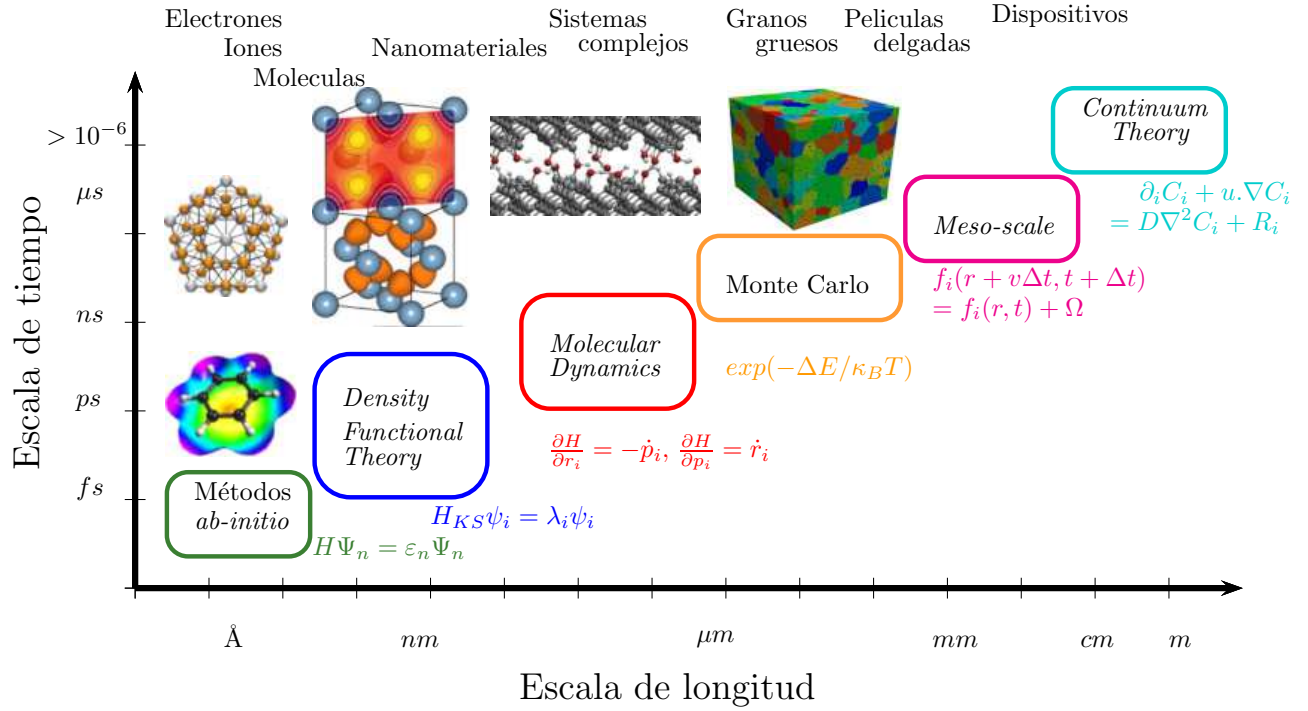 Electrones
Iones
Moleculas
Nanomateriales
Sistemas
complejos
Granos
gruesos
Peliculas
delgadas
Dispositivos
Escala de tiempo
> 10^{-6}
μs
ns
ps
fs
Continuum
Theory
∂_iC_i + u.∇C_i
= D∇^2C_i + R_i
Meso-scale
f_i(r + vΔt, t + Δt)
= f_i(r, t) + Ω
Monte Carlo
exp(−ΔE/κ_BT)
Molecular
Dynamics
∂H/∂r_i = −ṗ_i, ∂H/∂p_i = ṙ_i
Density
Functional
Theory
H_{KS}ψ_i = λ_iψ_i
Métodos
ab-initio
HΨ_n = ε_nΨ_n
Å
nm
μm
mm
cm
m
Escala de longitud